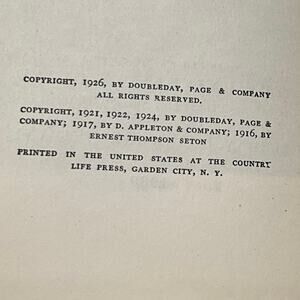 COPYRIGHT, 1926, BY DOUBLEDAY, PAGE & COMPANY
ALL RIGHTS RESERVED.
COPYRIGHT, 1921, 1922, 1924, BY DOUBLEDAY, PAGE &
COMPANY; 1917, BY D. APPLETON & COMPANY; 1916, BY
ERNEST THOMPSON SETON
PRINTED IN THE UNITED STATES AT THE COUNTRY
LIFE PRESS, GARDEN CITY, N. Y.